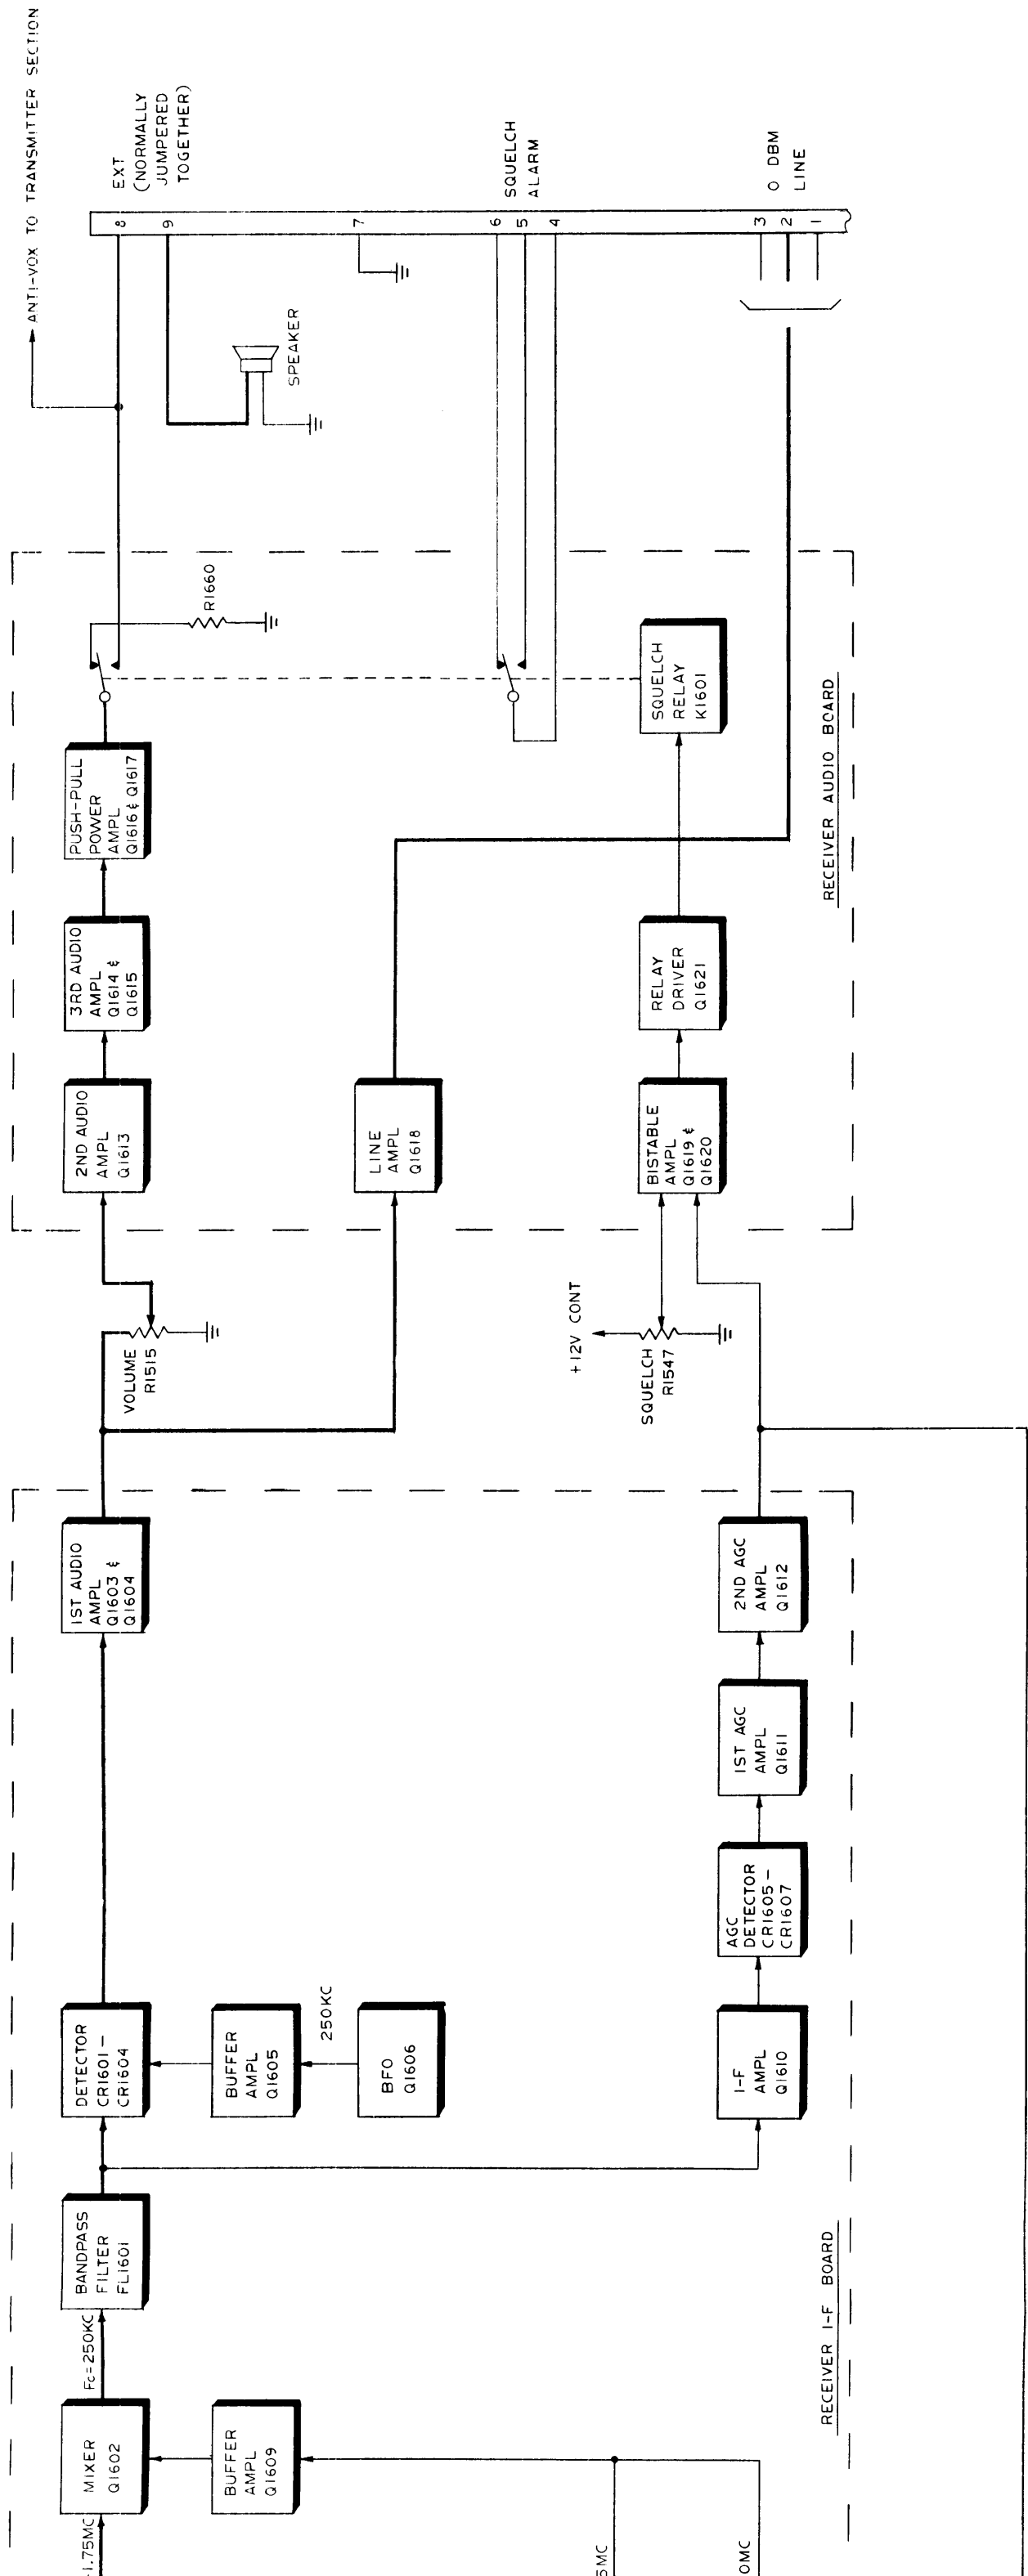 ANTI-VOX TO TRANSMITTER SECTION
8
EXT
(NORMALLY
JUMPERED
TOGETHER)
9
7
6
SQUELCH
5
ALARM
4
3
0 DBM
2
LINE
1
SPEAKER
R1660
PUSH-PULL
POWER
AMPL
Q1616 & Q1617
3RD AUDIO
AMPL
Q1614 &
Q1615
2ND AUDIO
AMPL
Q1613
LINE
AMPL
Q1618
SQUELCH
RELAY
K1601
RELAY
DRIVER
Q1621
BISTABLE
AMPL
Q1619 &
Q1620
RECEIVER AUDIO BOARD
VOLUME
R1515
+12V CONT
SQUELCH
R1547
1ST AUDIO
AMPL
Q1603 &
Q1604
2ND AGC
AMPL
Q1612
1ST AGC
AMPL
Q1611
AGC
DETECTOR
CR1605 –
CR1607
I-F
AMPL
Q1610
DETECTOR
CR1601 –
CR1604
BUFFER
AMPL
Q1605
250KC
BFO
Q1606
BANDPASS
FILTER
FL1601
Fc=250KC
MIXER
Q1602
BUFFER
AMPL
Q1609
RECEIVER I-F BOARD
1.75MC
5MC
0MC